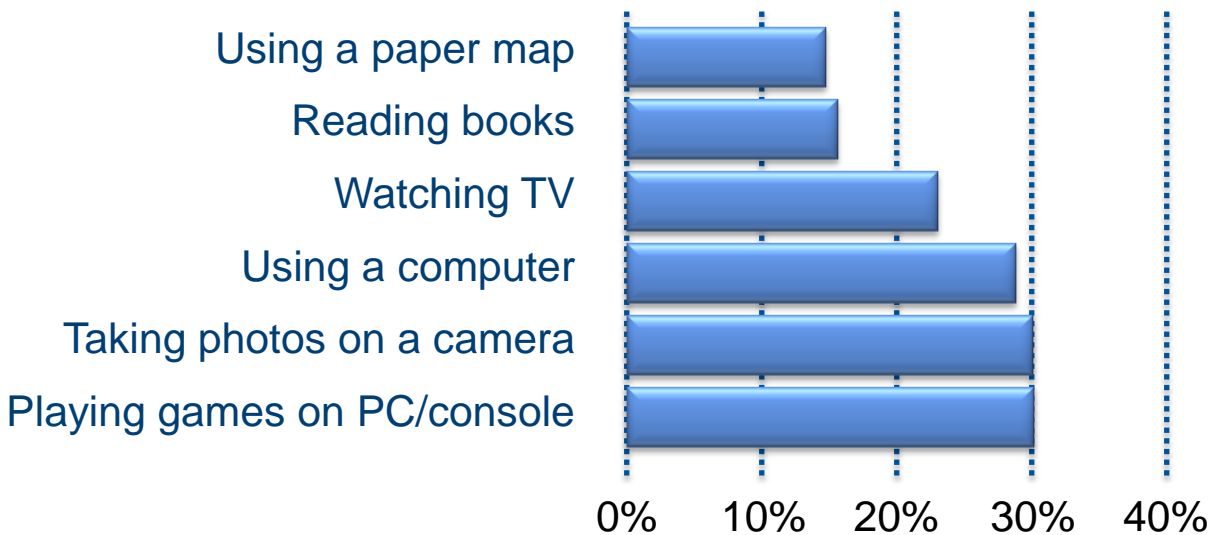 Using a paper map
Reading books
Watching TV
Using a computer
Taking photos on a camera
Playing games on PC/console
0% 10% 20% 30% 40%